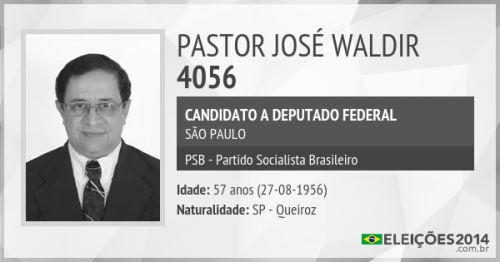 PASTOR JOSÉ WALDIR
4056
CANDIDATO A DEPUTADO FEDERAL
SÃO PAULO
PSB - Partido Socialista Brasileiro
Idade: 57 anos (27-08-1956)
Naturalidade: SP - Queiroz
ELEIÇÕES2014
.com.br